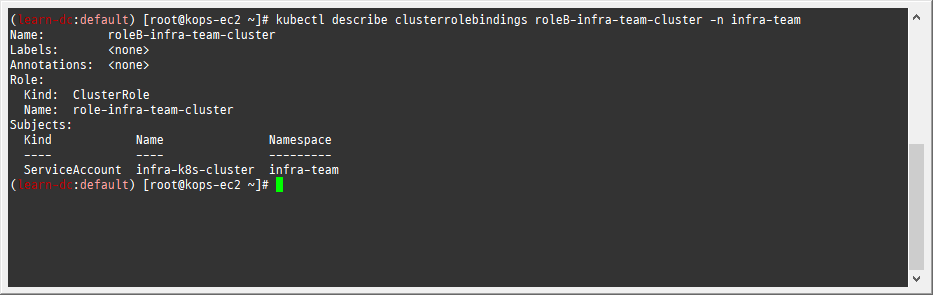 (learn-dc:default) [root@kops-ec2 ~]# kubectl describe clusterrolebindings roleB-infra-team-cluster -n infra-team
Name:         roleB-infra-team-cluster
Labels:       <none>
Annotations:  <none>
Role:
  Kind:  ClusterRole
  Name:  role-infra-team-cluster
Subjects:
  Kind            Name               Namespace
  ----            ----               ---------
  ServiceAccount  infra-k8s-cluster  infra-team
(learn-dc:default) [root@kops-ec2 ~]#